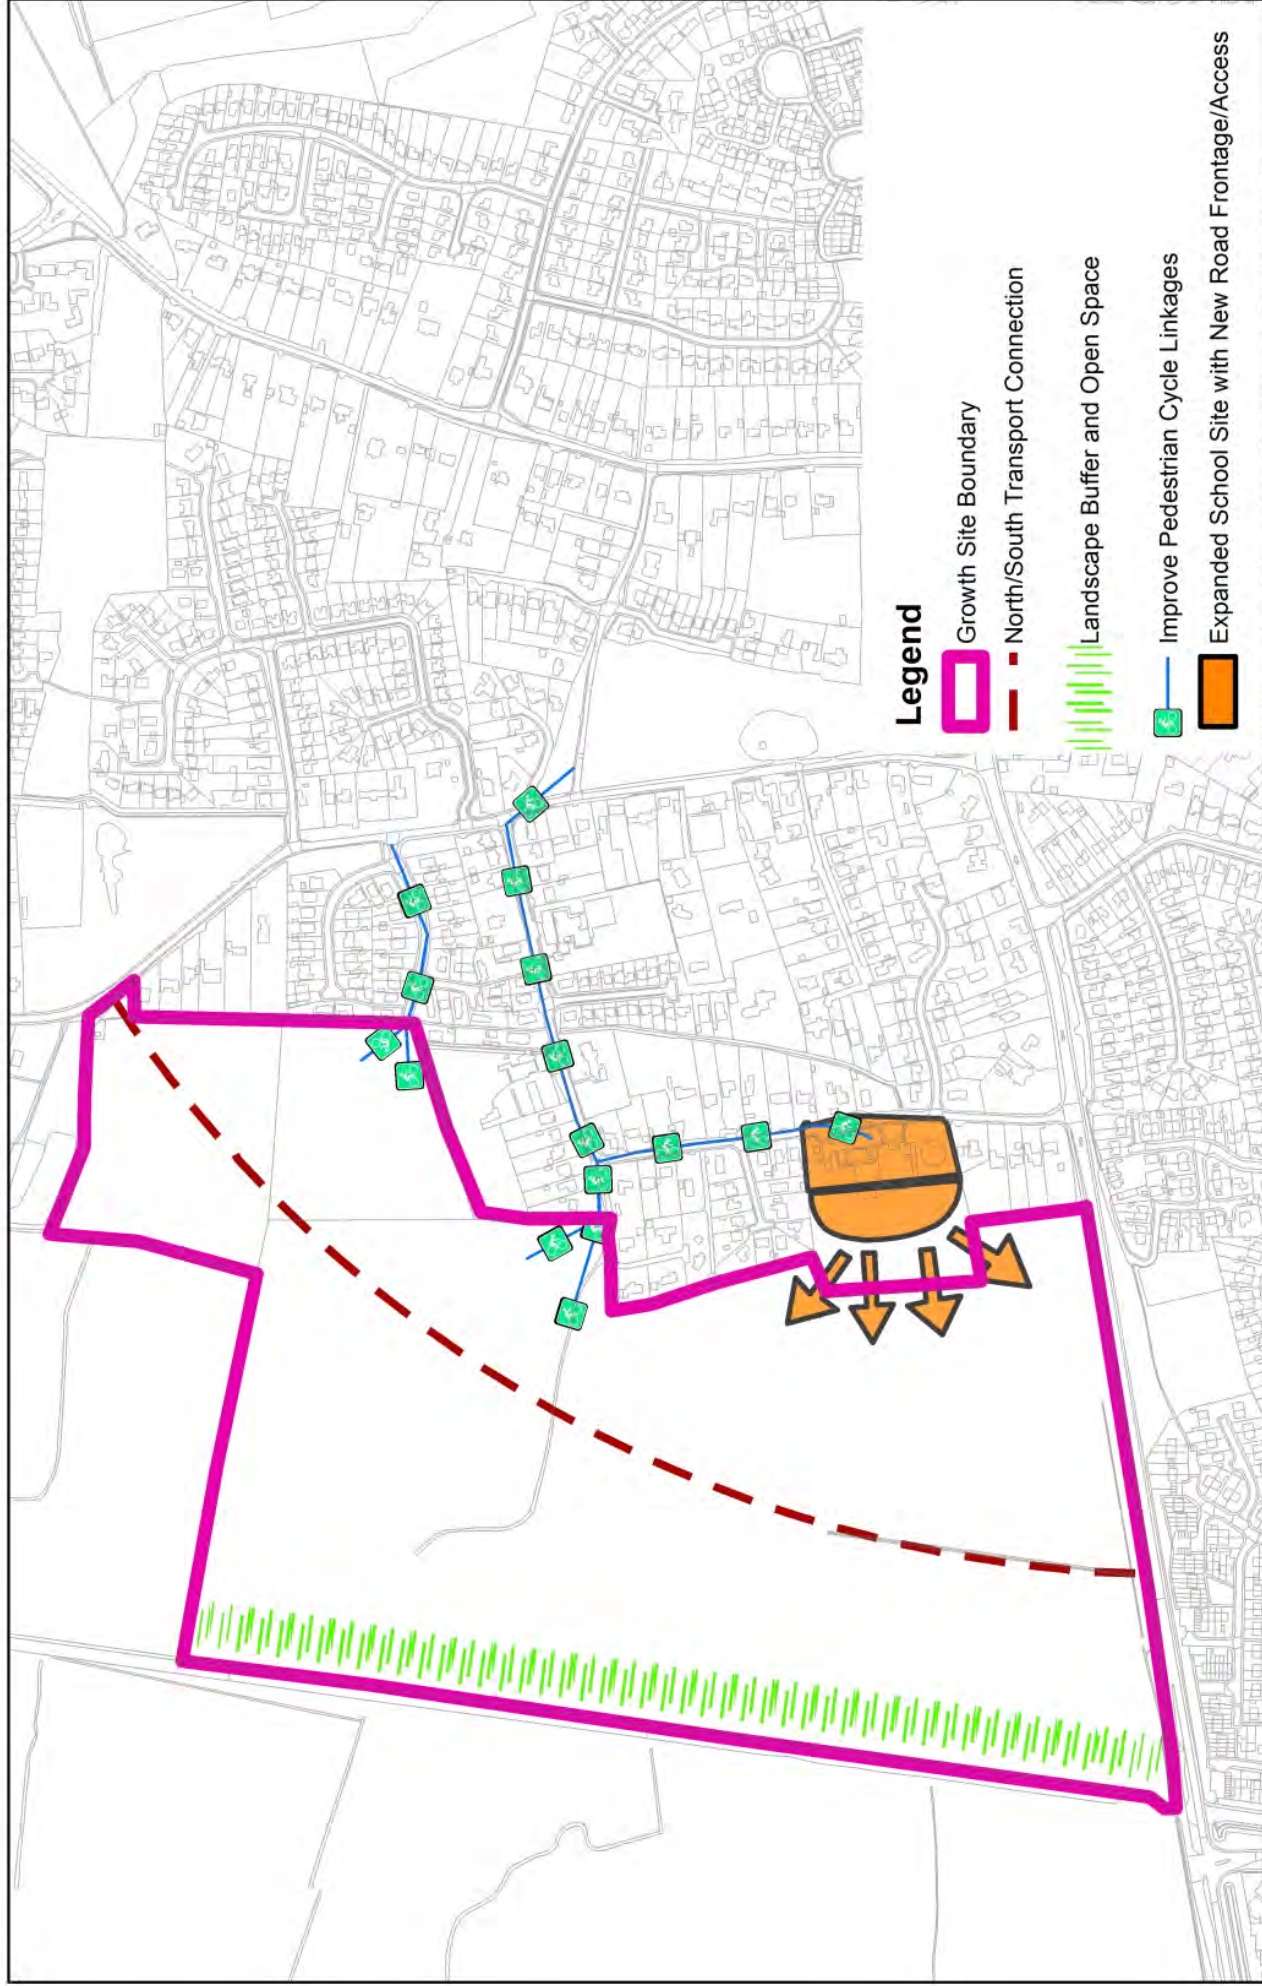 Legend
Growth Site Boundary
North/South Transport Connection
Landscape Buffer and Open Space
Improve Pedestrian Cycle Linkages
Expanded School Site with New Road Frontage/Access